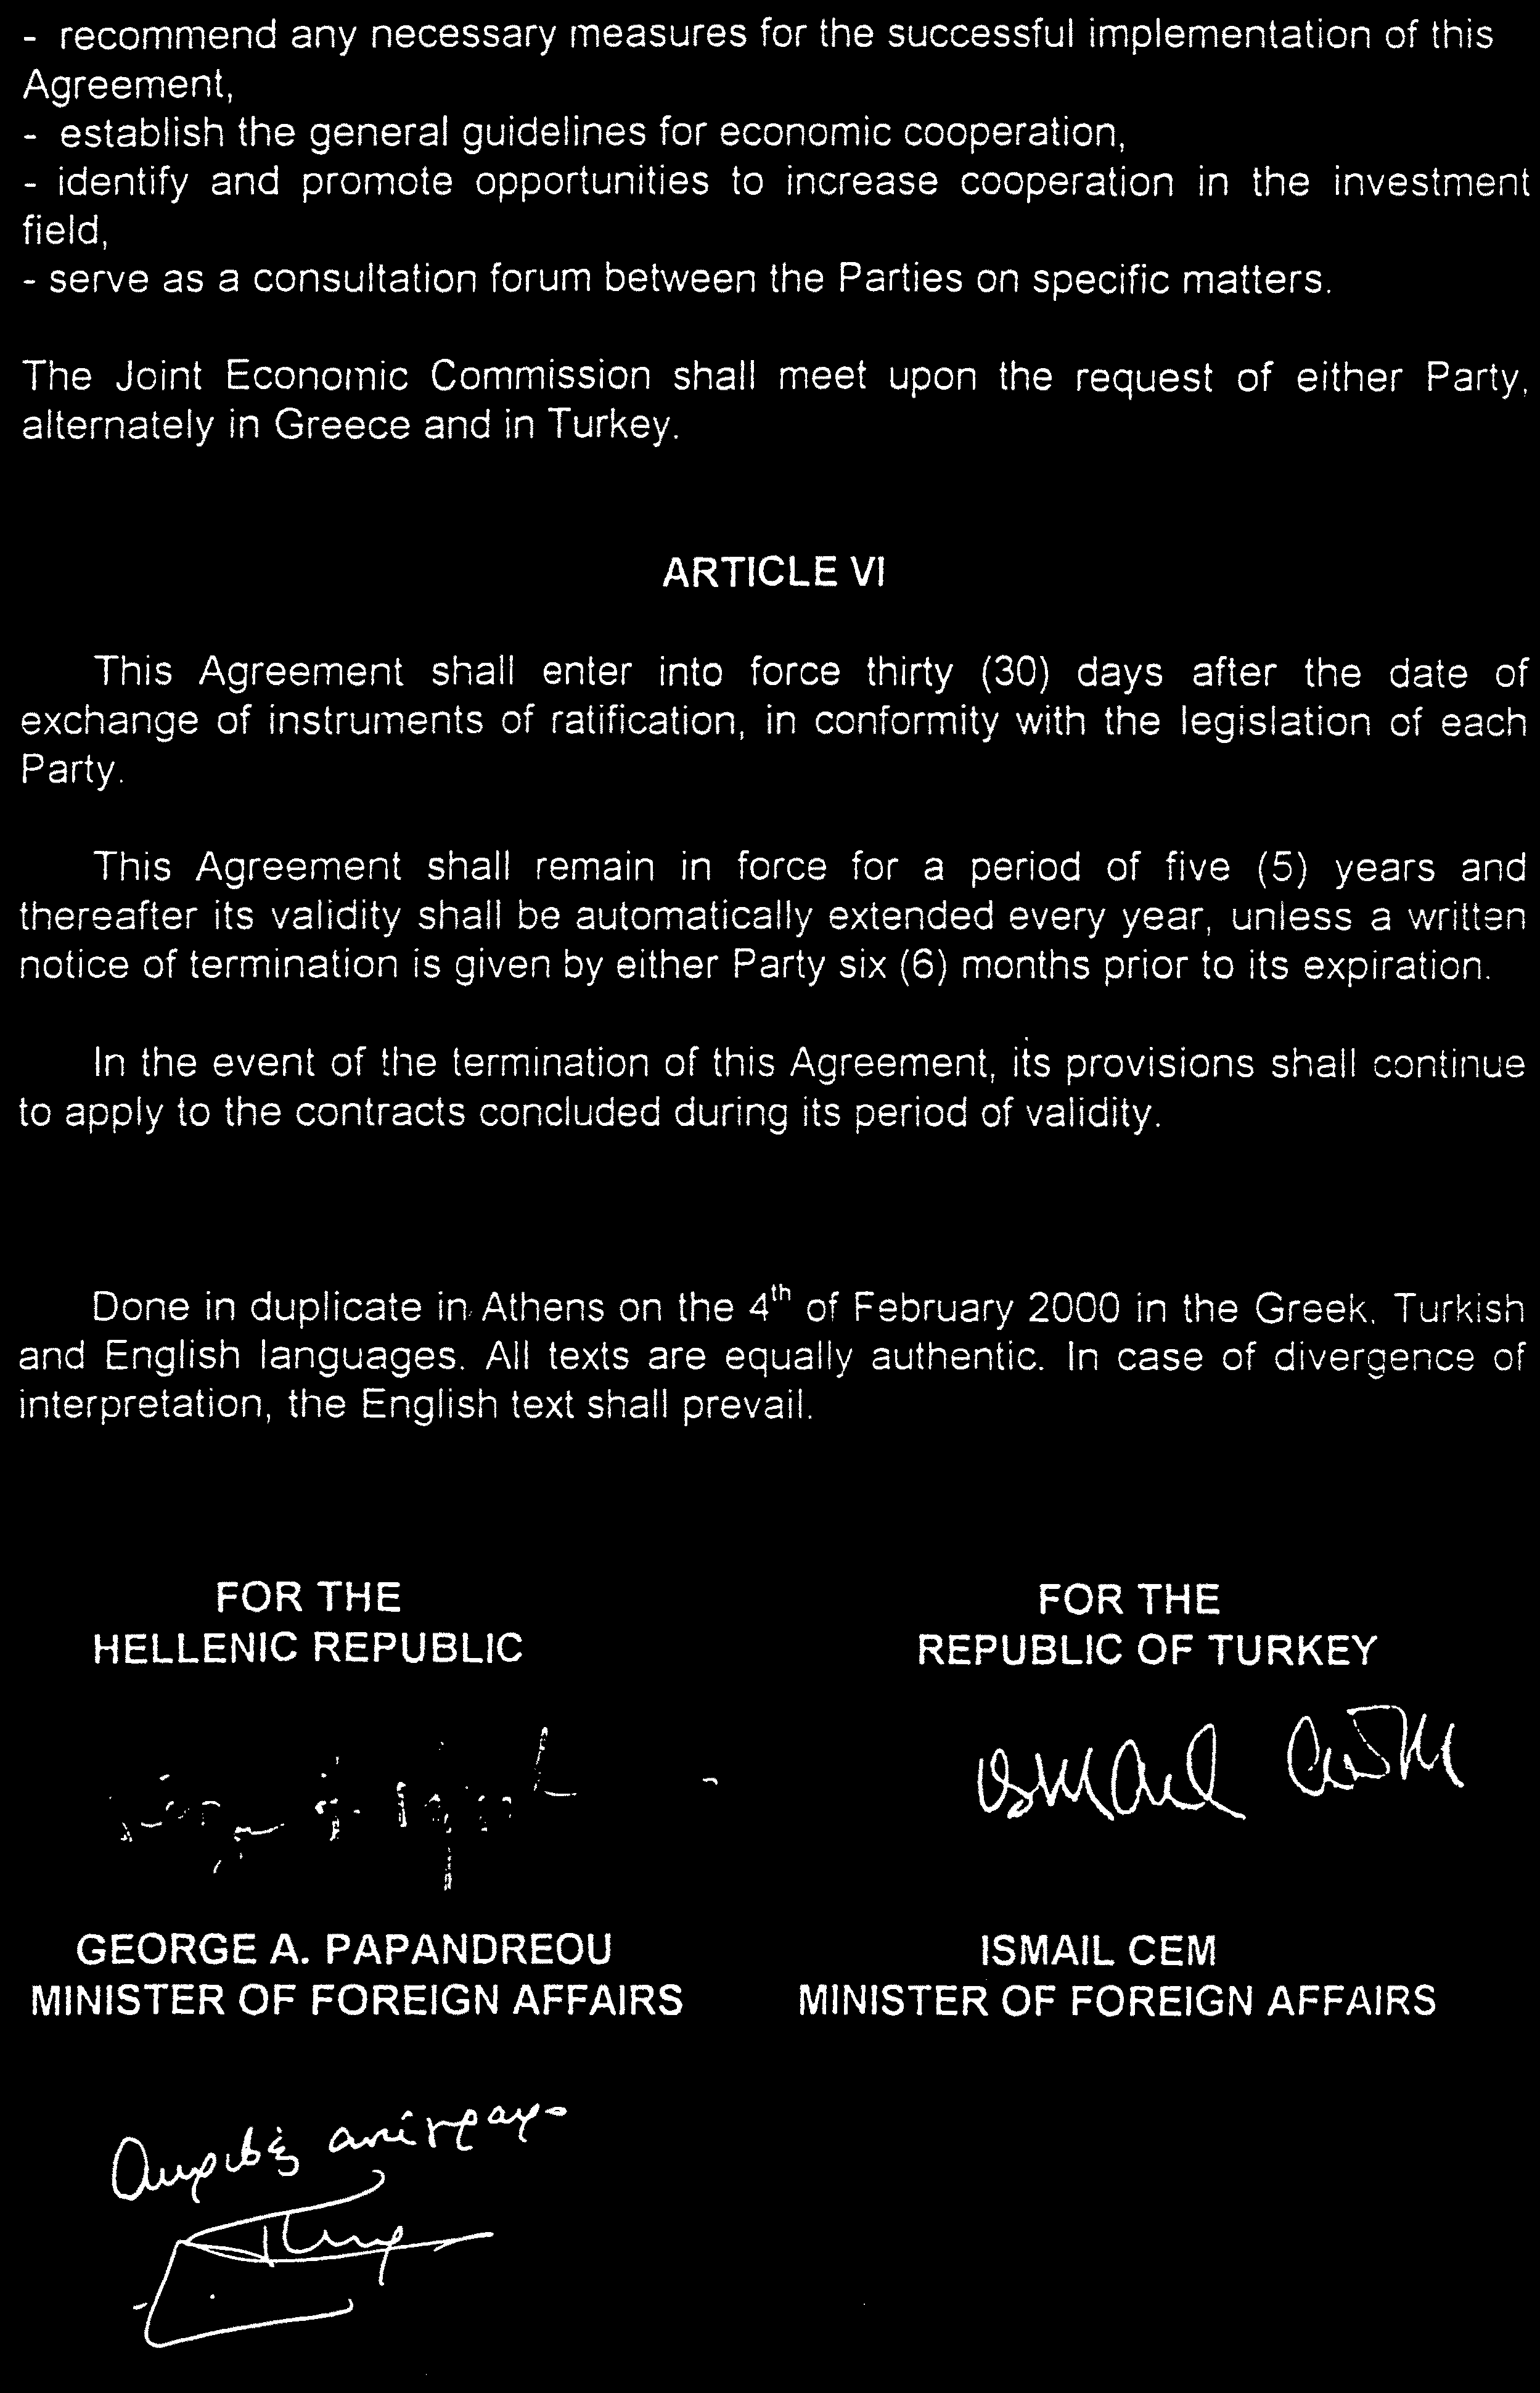 - recommend any necessary measures for the successful implementation of this
Agreement,
- establish the general guidelines for economic cooperation,
- identify and promote opportunities to increase cooperation in the investment
field,
- serve as a consultation forum between the Parties on specific matters.
The Joint Economic Commission shall meet upon the request of either Party,
alternately in Greece and in Turkey.
ARTICLE VI
This Agreement shall enter into force thirty (30) days after the date of
exchange of instruments of ratification, in conformity with the legislation of each
Party.
This Agreement shall remain in force for a period of five (5) years and
thereafter its validity shall be automatically extended every year, unless a written
notice of termination is given by either Party six (6) months prior to its expiration.
In the event of the termination of this Agreement, its provisions shall continue
to apply to the contracts concluded during its period of validity.
Done in duplicate in Athens on the 4th of February 2000 in the Greek, Turkish
and English languages. All texts are equally authentic. In case of divergence of
interpretation, the English text shall prevail.
FOR THE
HELLENIC REPUBLIC
FOR THE
REPUBLIC OF TURKEY
Ismail Cem
GEORGE A. PAPANDREOU
MINISTER OF FOREIGN AFFAIRS
ISMAIL CEM
MINISTER OF FOREIGN AFFAIRS
Ακριβές αντίγραφο